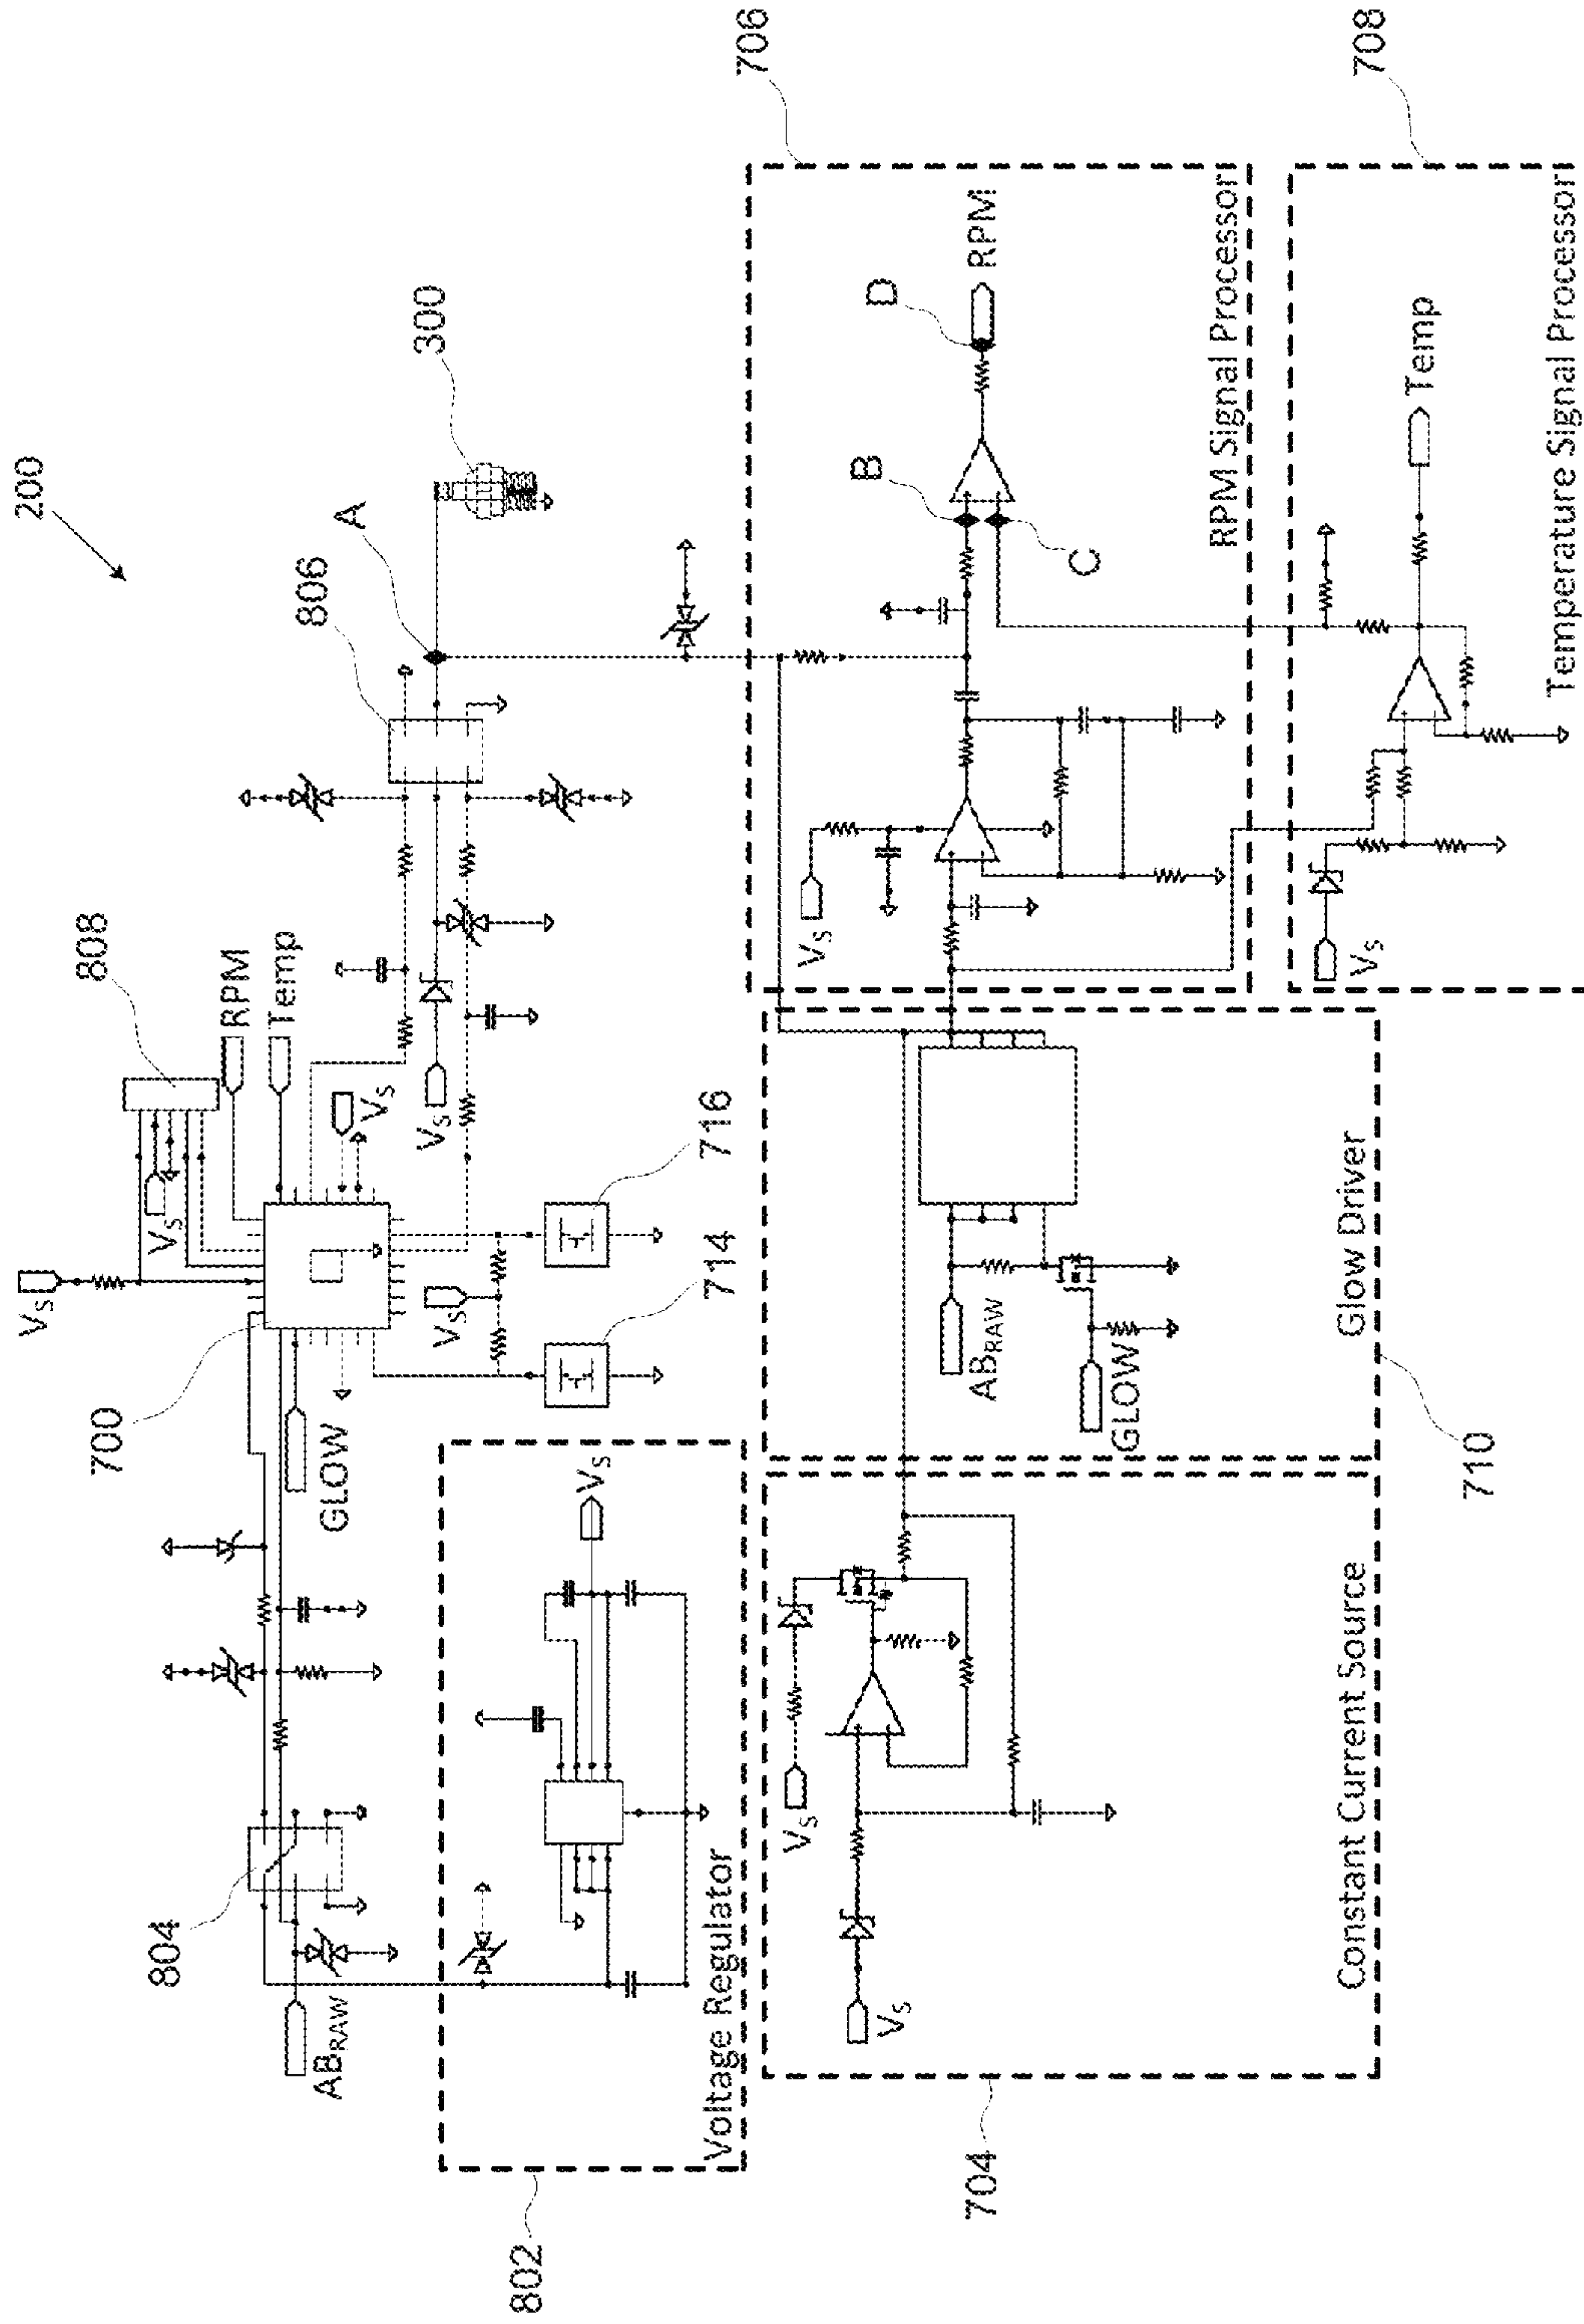 200
V_S
808
RPM
Temp
V_S
700
GLOW
804
AB_RAW
V_S
V_S
V_S
716
714
806
A
300
802
Voltage Regulator
V_S
706
V_S
B
C
D
RPM
RPM Signal Processor
708
V_S
Temp
Temperature Signal Processor
AB_RAW
GLOW
Glow Driver
710
V_S
V_S
Constant Current Source
704